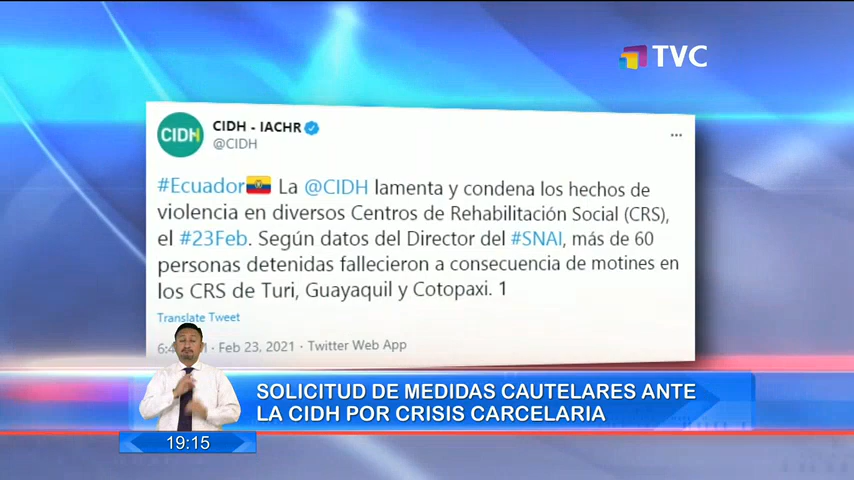 TVC
CIDH
CIDH - IACHR
@CIDH
#Ecuador La @CIDH lamenta y condena los hechos de
violencia en diversos Centros de Rehabilitación Social (CRS),
el #23Feb. Según datos del Director del #SNAI, más de 60
personas detenidas fallecieron a consecuencia de motines en
los CRS de Turi, Guayaquil y Cotopaxi. 1
Translate Tweet
· Feb 23, 2021 · Twitter Web App
SOLICITUD DE MEDIDAS CAUTELARES ANTE
LA CIDH POR CRISIS CARCELARIA
19:15